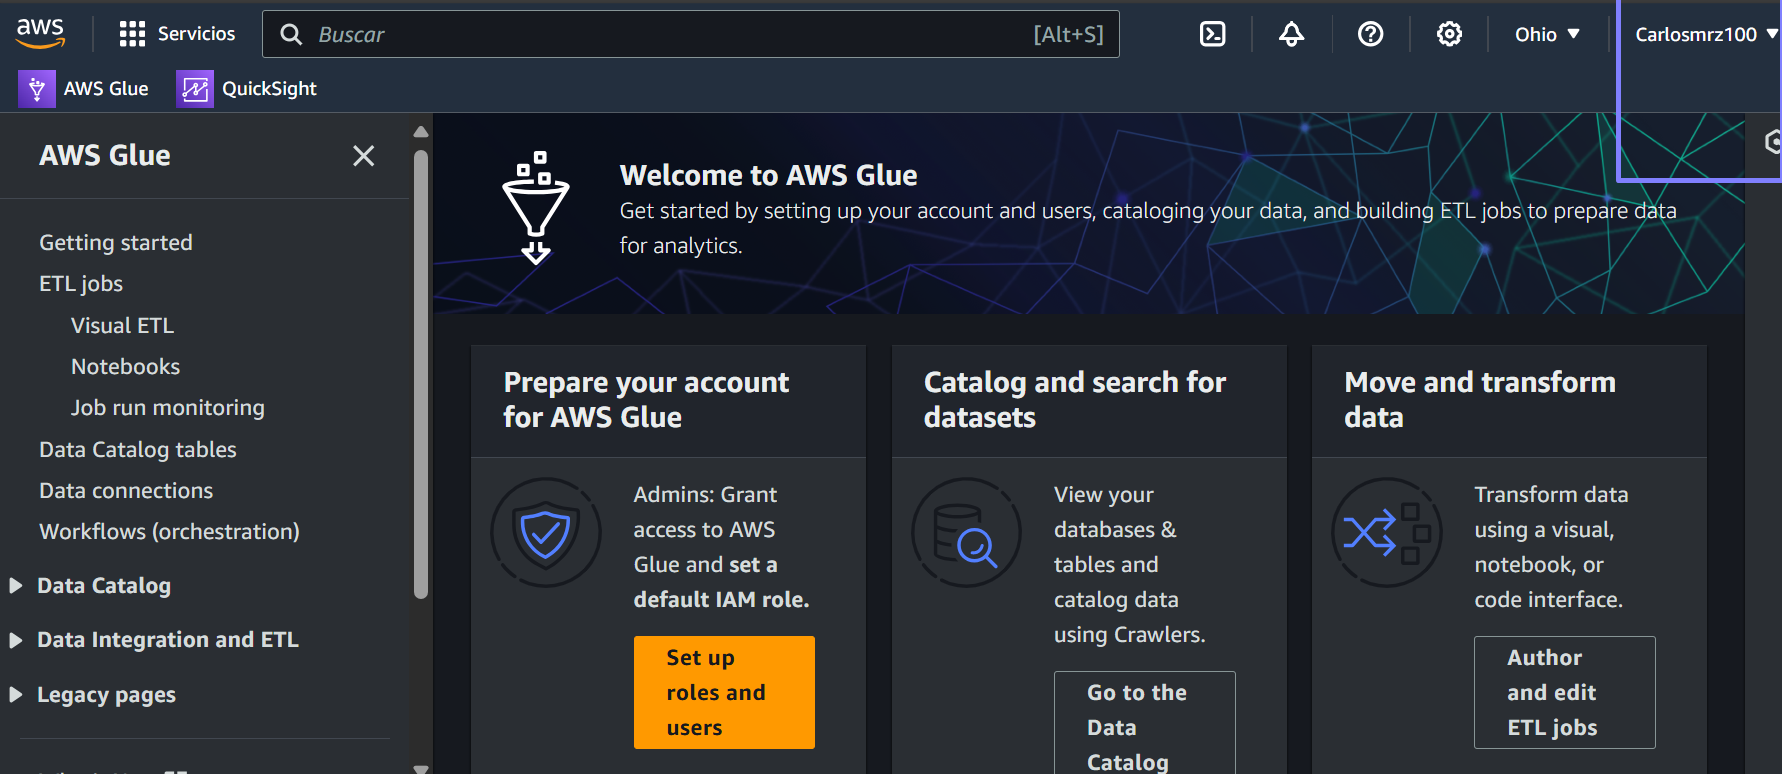 aws
Servicios
Buscar
[Alt+S]
Ohio
Carlosmrz100
AWS Glue
QuickSight
AWS Glue
Getting started
ETL jobs
Visual ETL
Notebooks
Job run monitoring
Data Catalog tables
Data connections
Workflows (orchestration)
Data Catalog
Data Integration and ETL
Legacy pages
Welcome to AWS Glue
Get started by setting up your account and users, cataloging your data, and building ETL jobs to prepare data
for analytics.
Prepare your account
for AWS Glue
Admins: Grant
access to AWS
Glue and set a
default IAM role.
Set up
roles and
users
Catalog and search for
datasets
View your
databases &
tables and
catalog data
using Crawlers.
Go to the
Data
Catalog
Move and transform
data
Transform data
using a visual,
notebook, or
code interface.
Author
and edit
ETL jobs